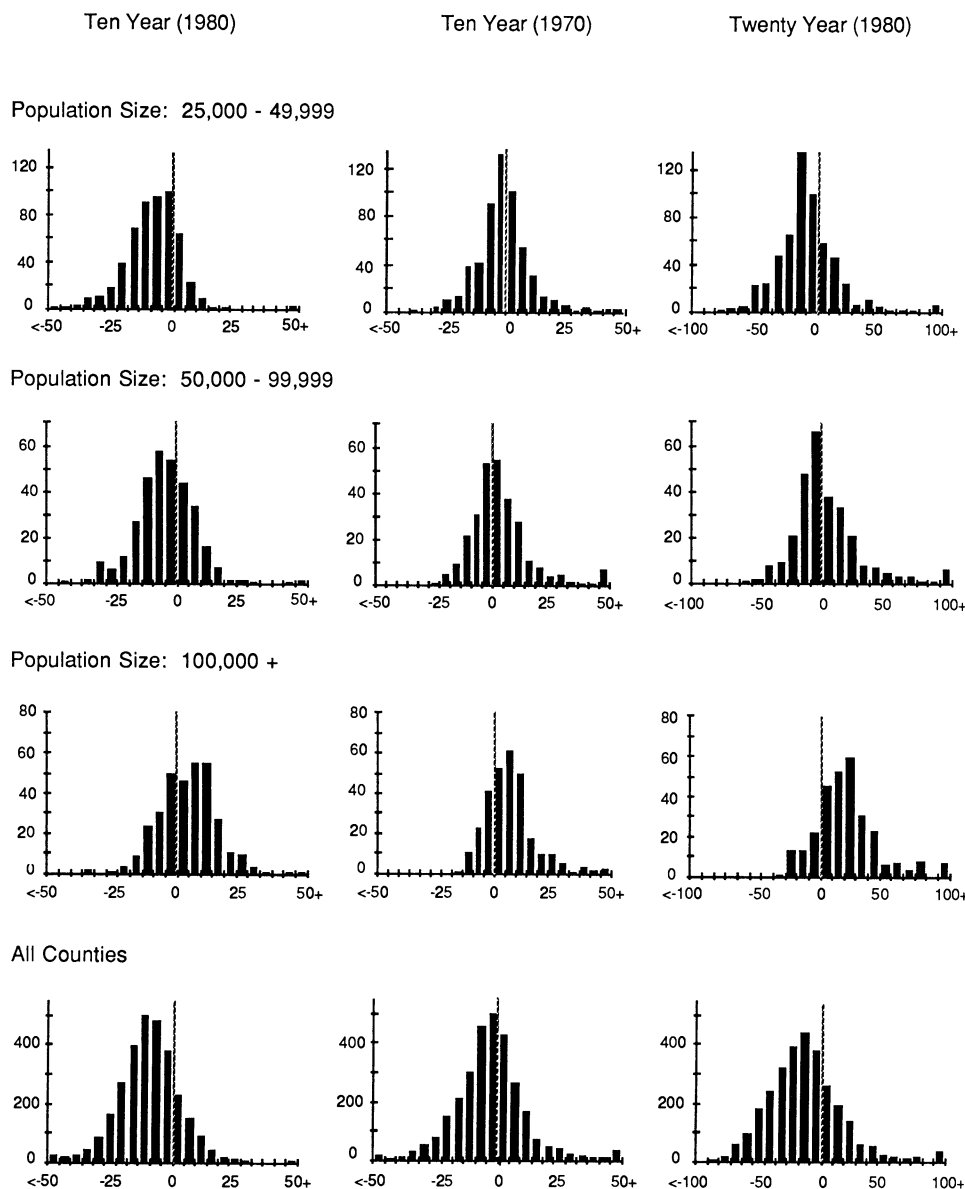 Ten Year (1980) Ten Year (1970) Twenty Year (1980)
Population Size: 25,000 - 49,999
120 120 120
80 80 80
40 40 40
0 0 0
<-50 -25 0 25 50+ <-50 -25 0 25 50+ <-100 -50 0 50 100+
Population Size: 50,000 - 99,999
60 60 60
40 40 40
20 20 20
0 0 0
<-50 -25 0 25 50+ <-50 -25 0 25 50+ <-100 -50 0 50 100+
Population Size: 100,000 +
80 80 80
60 60 60
40 40 40
20 20 20
0 0 0
<-50 -25 0 25 50+ <-50 -25 0 25 50+ <-100 -50 0 50 100+
All Counties
400 400 400
200 200 200
0 0 0
<-50 -25 0 25 50+ <-50 -25 0 25 50+ <-100 -50 0 50 100+